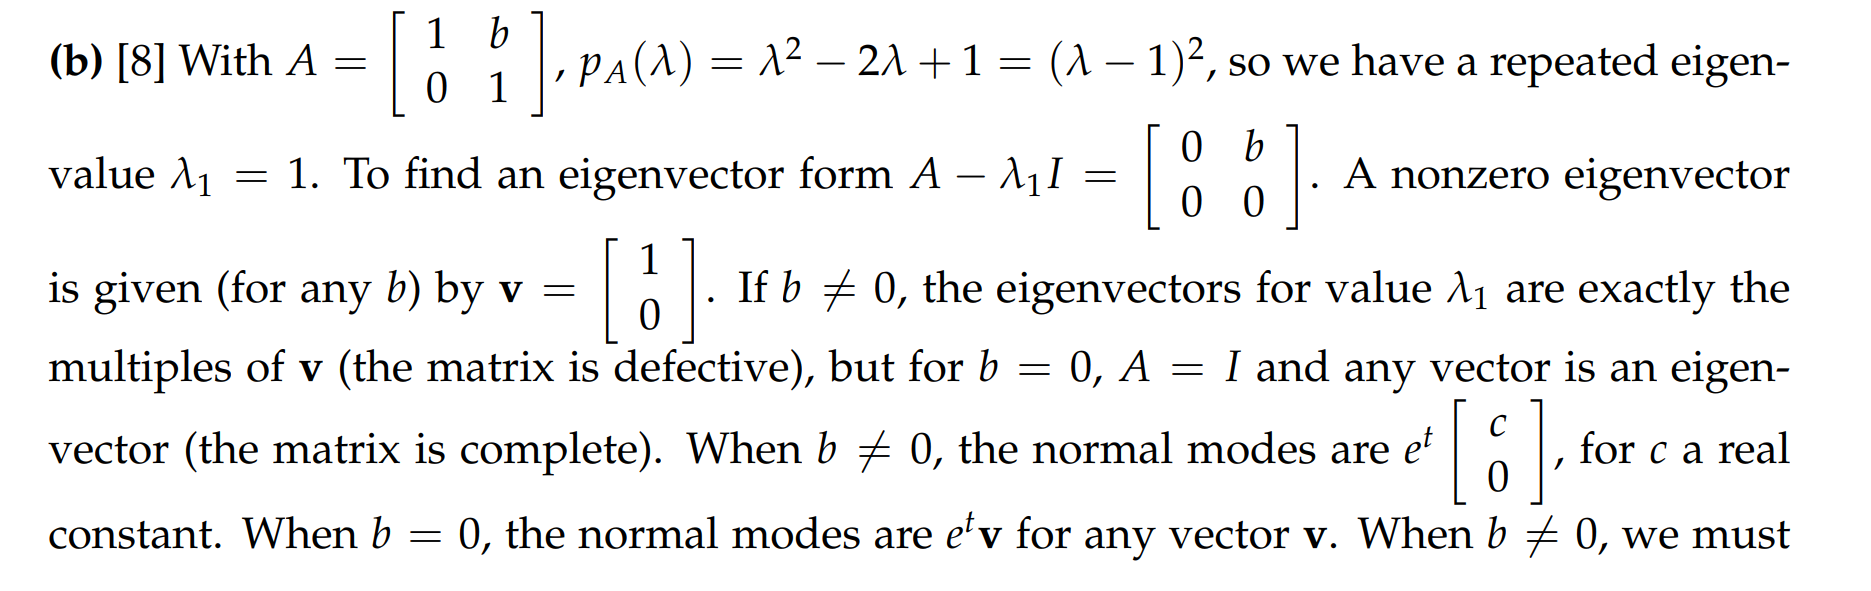 (b) [8] With A = [ 1 b ; 0 1 ], p_A(λ) = λ² − 2λ + 1 = (λ − 1)², so we have a repeated eigen-
value λ₁ = 1. To find an eigenvector form A − λ₁I = [ 0 b ; 0 0 ]. A nonzero eigenvector
is given (for any b) by v = [ 1 ; 0 ]. If b ≠ 0, the eigenvectors for value λ₁ are exactly the
multiples of v (the matrix is defective), but for b = 0, A = I and any vector is an eigen-
vector (the matrix is complete). When b ≠ 0, the normal modes are eᵗ [ c ; 0 ], for c a real
constant. When b = 0, the normal modes are eᵗv for any vector v. When b ≠ 0, we must